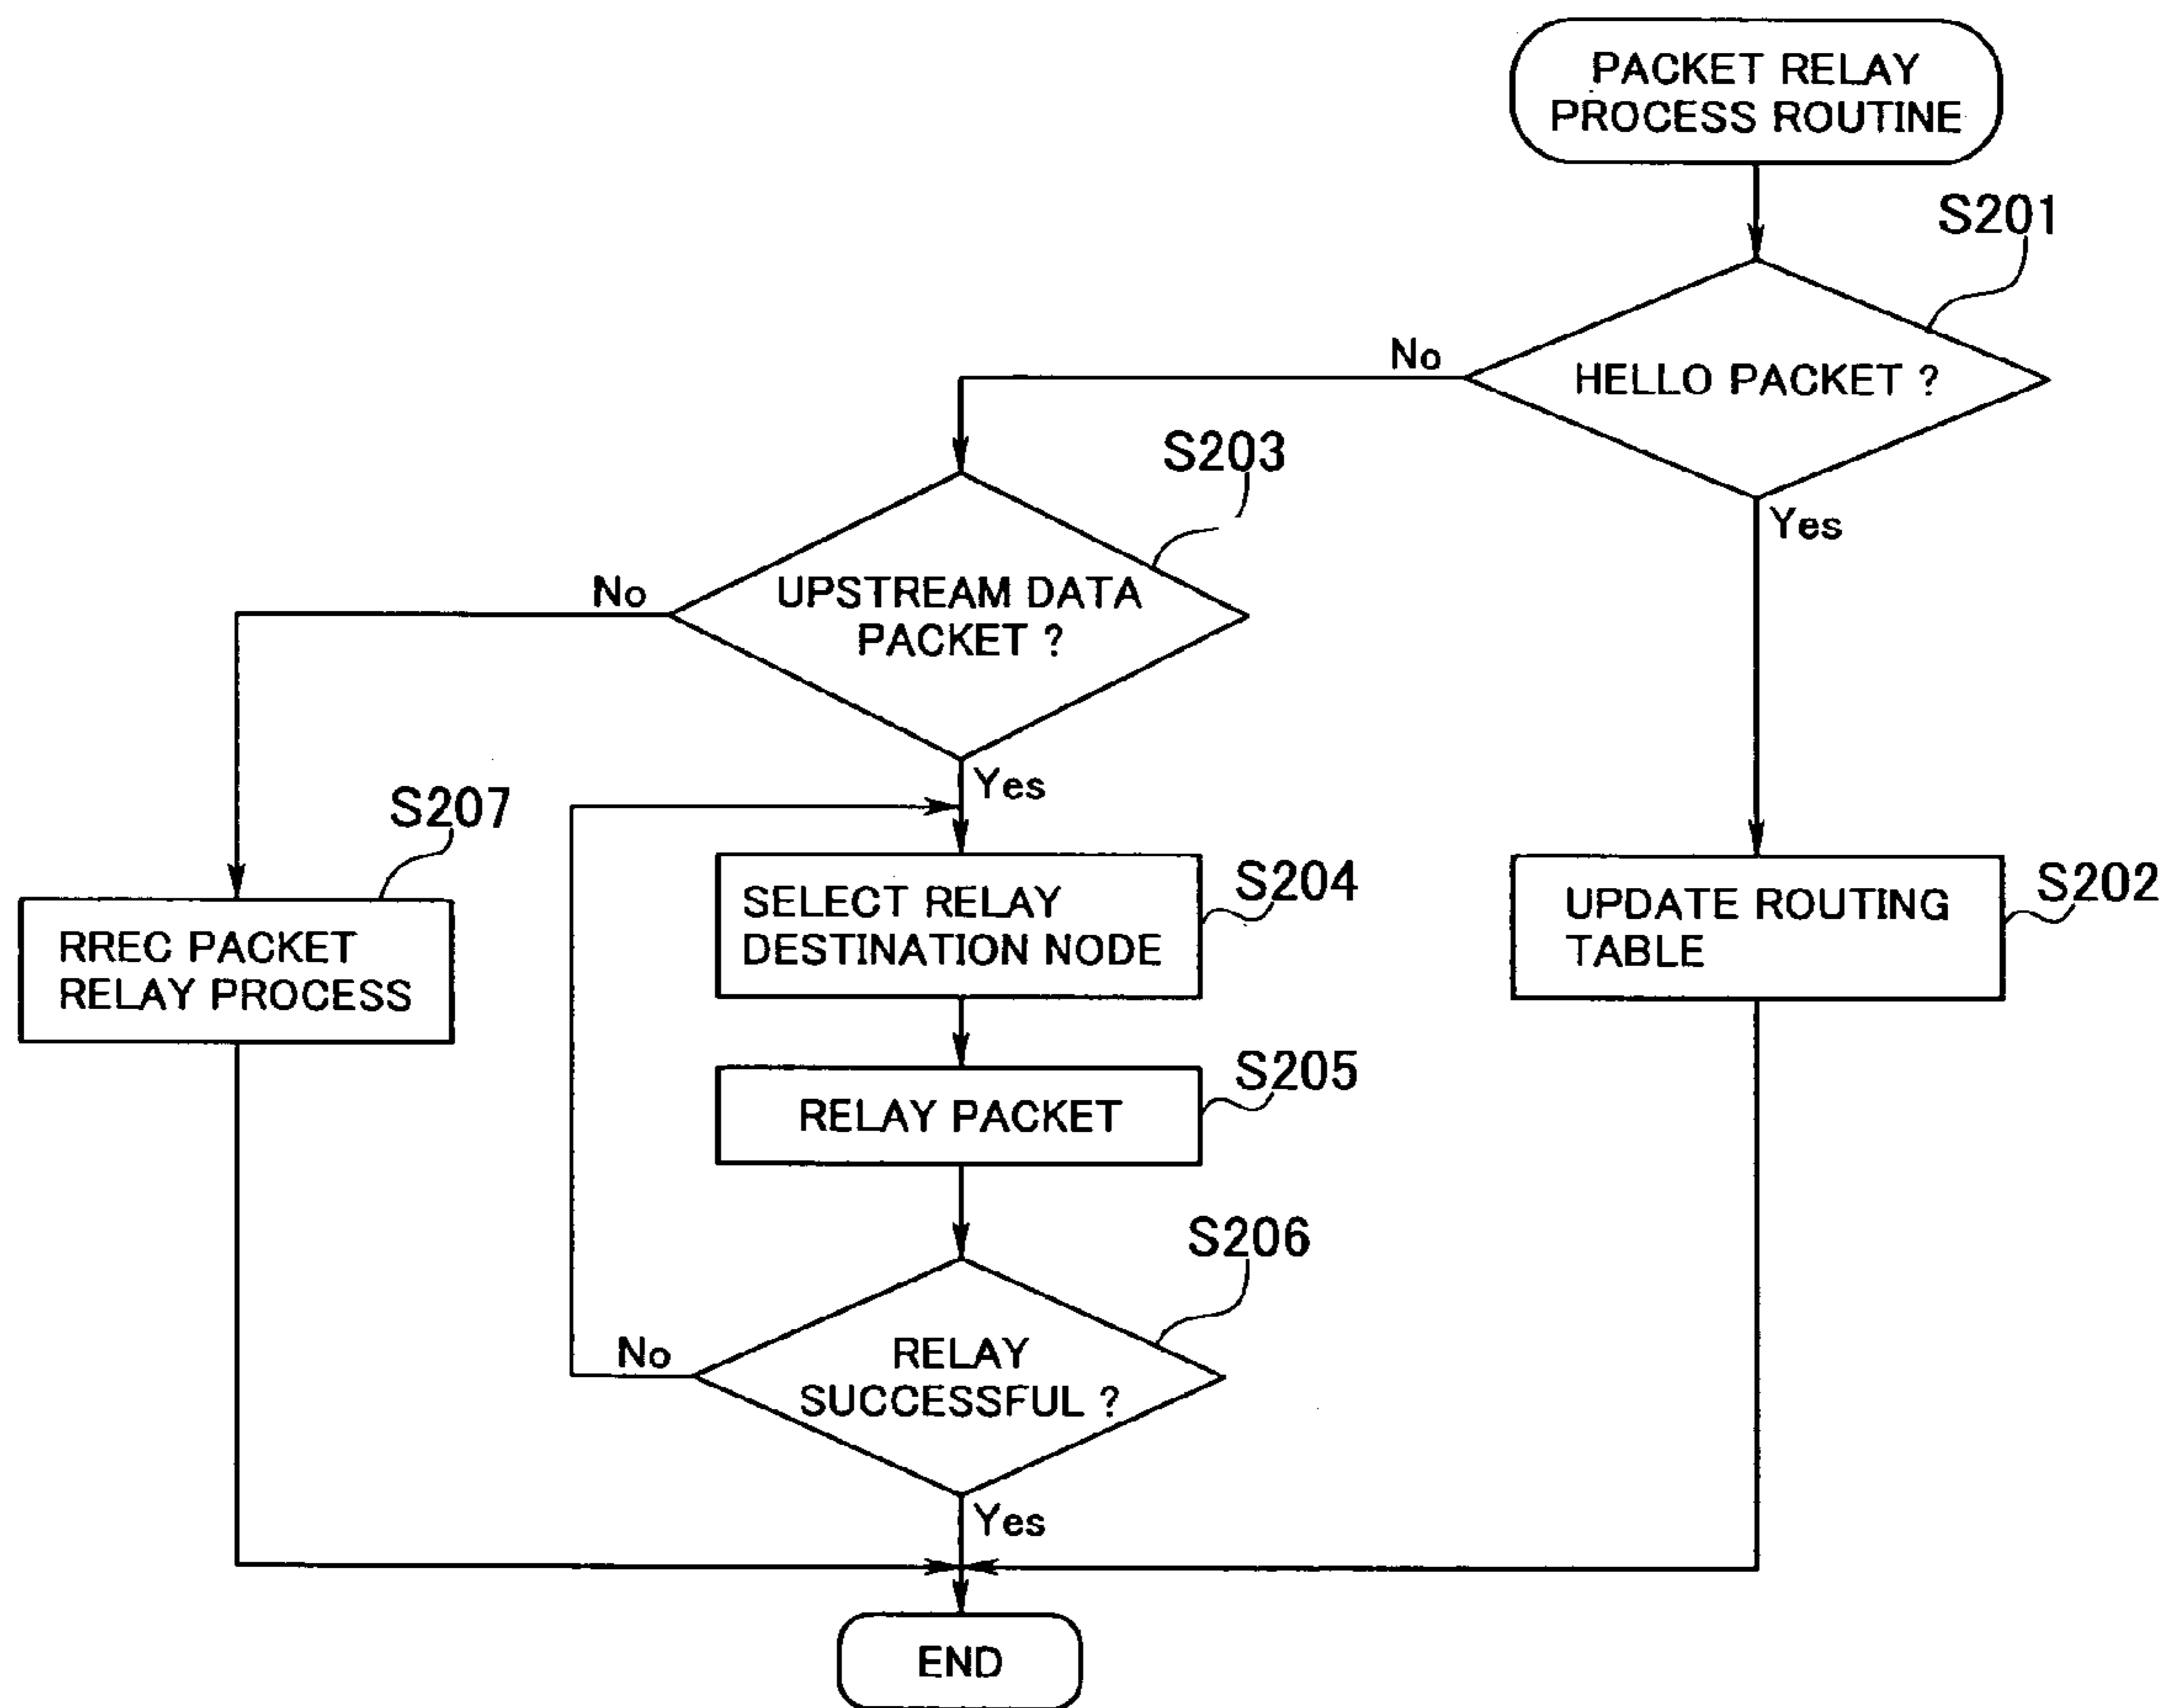 PACKET RELAY
PROCESS ROUTINE
S201
HELLO PACKET ?
No
Yes
S203
UPSTREAM DATA
PACKET ?
No
Yes
S207
RREC PACKET
RELAY PROCESS
S204
SELECT RELAY
DESTINATION NODE
S202
UPDATE ROUTING
TABLE
S205
RELAY PACKET
S206
RELAY
SUCCESSFUL ?
No
Yes
END